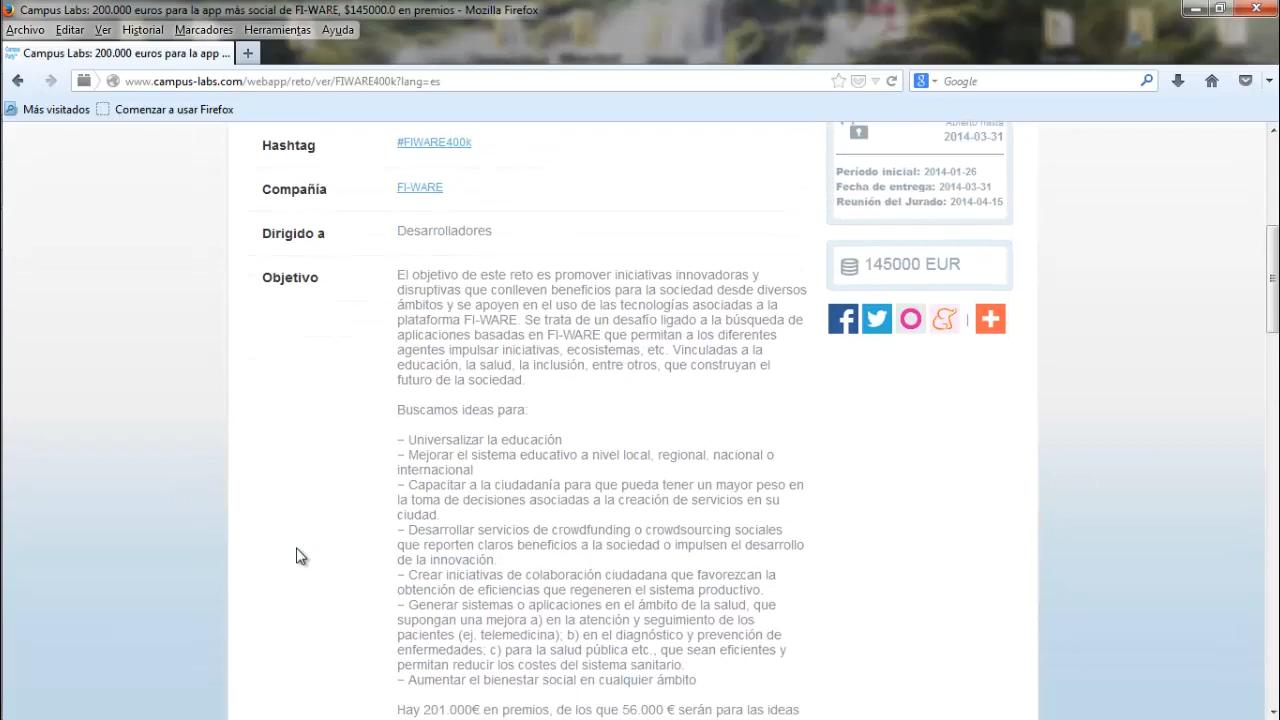 Campus Labs: 200.000 euros para la app más social de FI-WARE, $145000.0 en premios - Mozilla Firefox
Archivo Editar Ver Historial Marcadores Herramientas Ayuda
Campus Labs: 200.000 euros para la app ...
www.campus-labs.com/webapp/reto/ver/FIWARE400k?lang=es
Google
Más visitados Comenzar a usar Firefox
Hashtag #FIWARE400k
Compañía FI-WARE
Dirigido a Desarrolladores
Objetivo El objetivo de este reto es promover iniciativas innovadoras y
disruptivas que conlleven beneficios para la sociedad desde diversos
ámbitos y se apoyen en el uso de las tecnologías asociadas a la
plataforma FI-WARE. Se trata de un desafío ligado a la búsqueda de
aplicaciones basadas en FI-WARE que permitan a los diferentes
agentes impulsar iniciativas, ecosistemas, etc. Vinculadas a la
educación, la salud, la inclusión, entre otros, que construyan el
futuro de la sociedad.
Buscamos ideas para:
– Universalizar la educación
– Mejorar el sistema educativo a nivel local, regional, nacional o
internacional
– Capacitar a la ciudadanía para que pueda tener un mayor peso en
la toma de decisiones asociadas a la creación de servicios en su
ciudad.
– Desarrollar servicios de crowdfunding o crowdsourcing sociales
que reporten claros beneficios a la sociedad o impulsen el desarrollo
de la innovación.
– Crear iniciativas de colaboración ciudadana que favorezcan la
obtención de eficiencias que regeneren el sistema productivo.
– Generar sistemas o aplicaciones en el ámbito de la salud, que
supongan una mejora a) en la atención y seguimiento de los
pacientes (ej. telemedicina); b) en el diagnóstico y prevención de
enfermedades; c) para la salud pública etc., que sean eficientes y
permitan reducir los costes del sistema sanitario.
– Aumentar el bienestar social en cualquier ámbito
Hay 201.000€ en premios, de los que 56.000 € serán para las ideas
Abierto hasta
2014-03-31
Período inicial: 2014-01-26
Fecha de entrega: 2014-03-31
Reunión del Jurado: 2014-04-15
145000 EUR